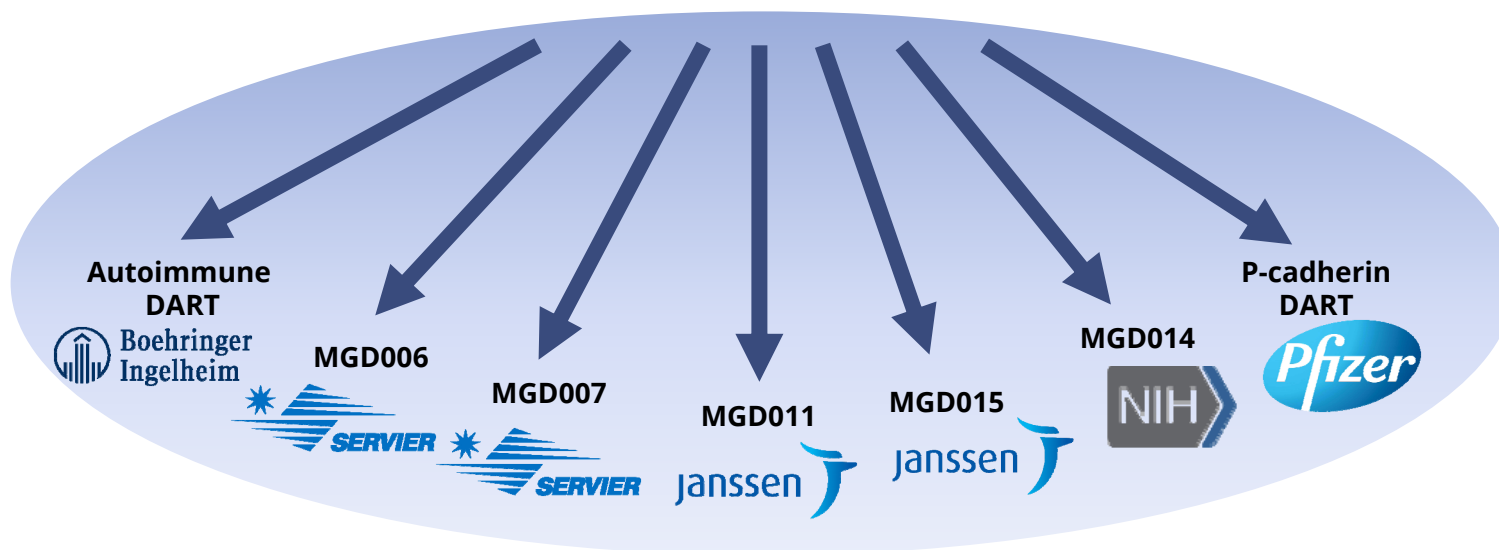 Autoimmune
DART
Boehringer
Ingelheim
MGD006
SERVIER
MGD007
SERVIER
MGD011
janssen
MGD015
janssen
MGD014
NIH
P-cadherin
DART
Pfizer